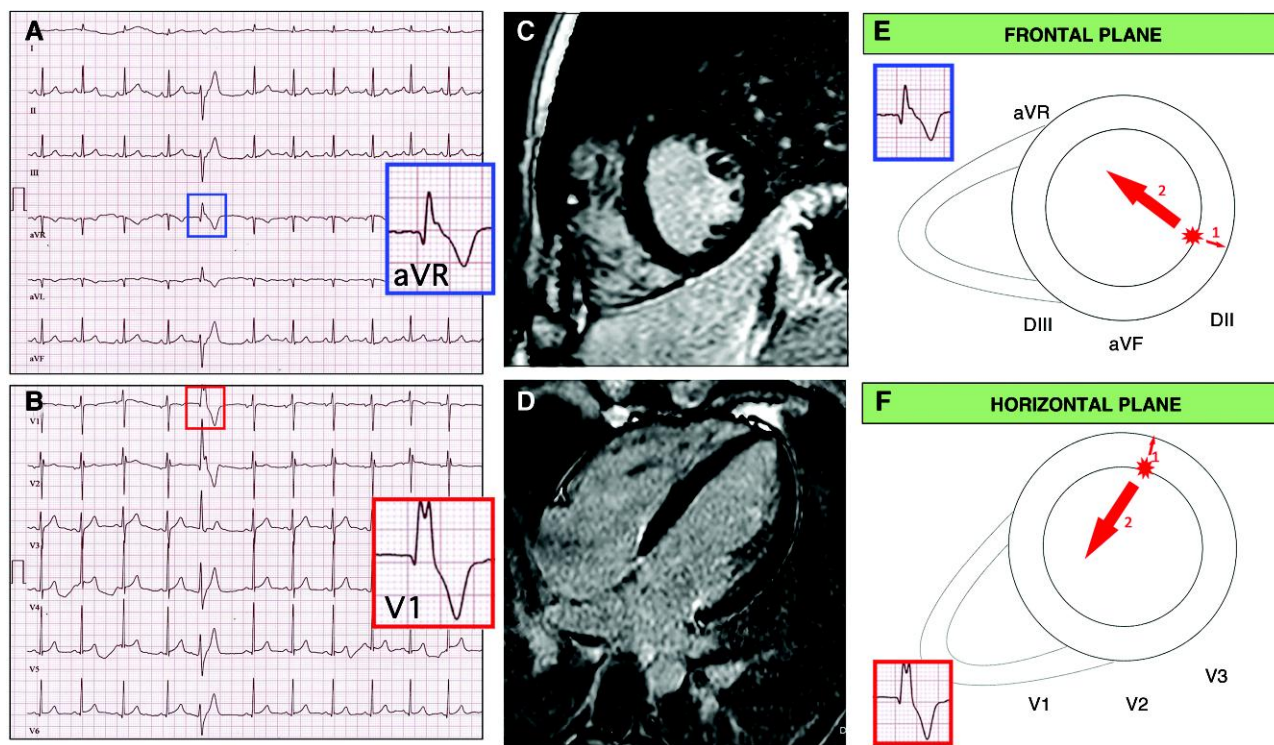 A
I
II
III
aVR
aVL
aVF
aVR
B
V1
V2
V3
V4
V5
V6
V1
C
D
D
E
FRONTAL PLANE
aVR
2
1
DIII
aVF
DII
F
HORIZONTAL PLANE
1
2
V1
V2
V3